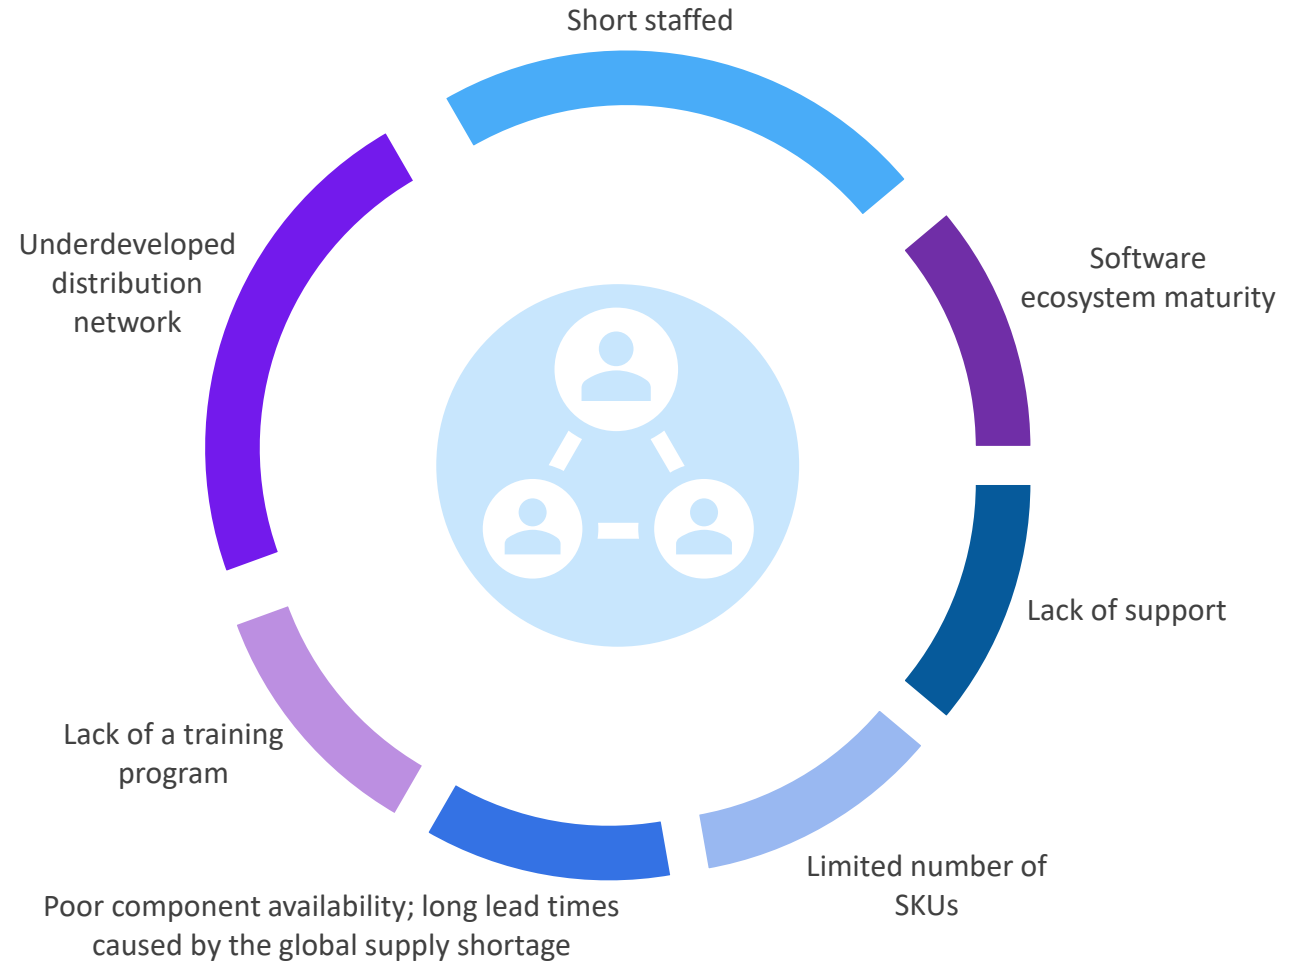 Short staffed
Software
ecosystem maturity
Lack of support
Limited number of
SKUs
Poor component availability; long lead times
caused by the global supply shortage
Lack of a training
program
Underdeveloped
distribution
network